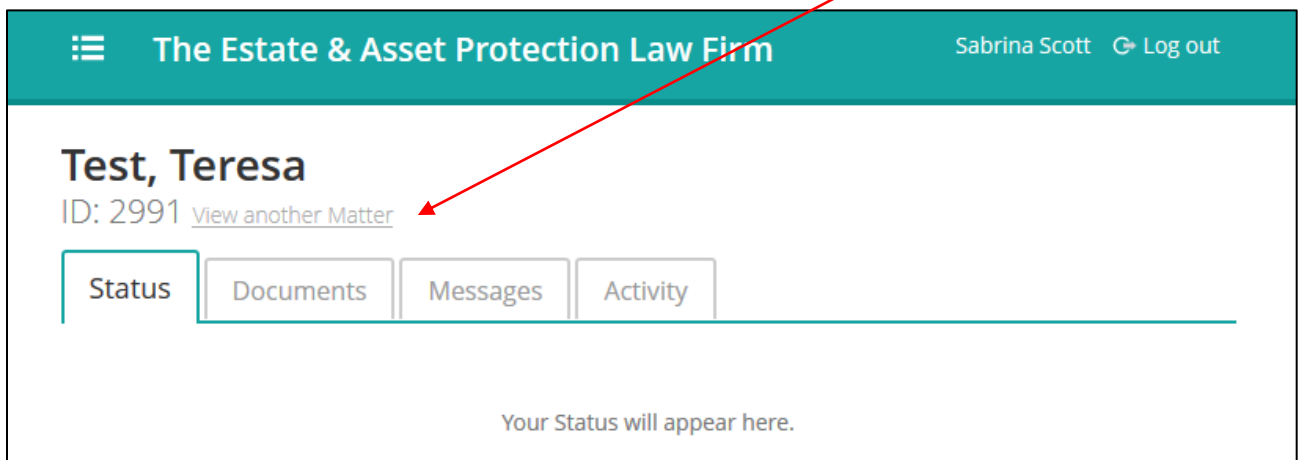 The Estate & Asset Protection Law Firm Sabrina Scott Log out
Test, Teresa
ID: 2991 View another Matter
Status Documents Messages Activity
Your Status will appear here.